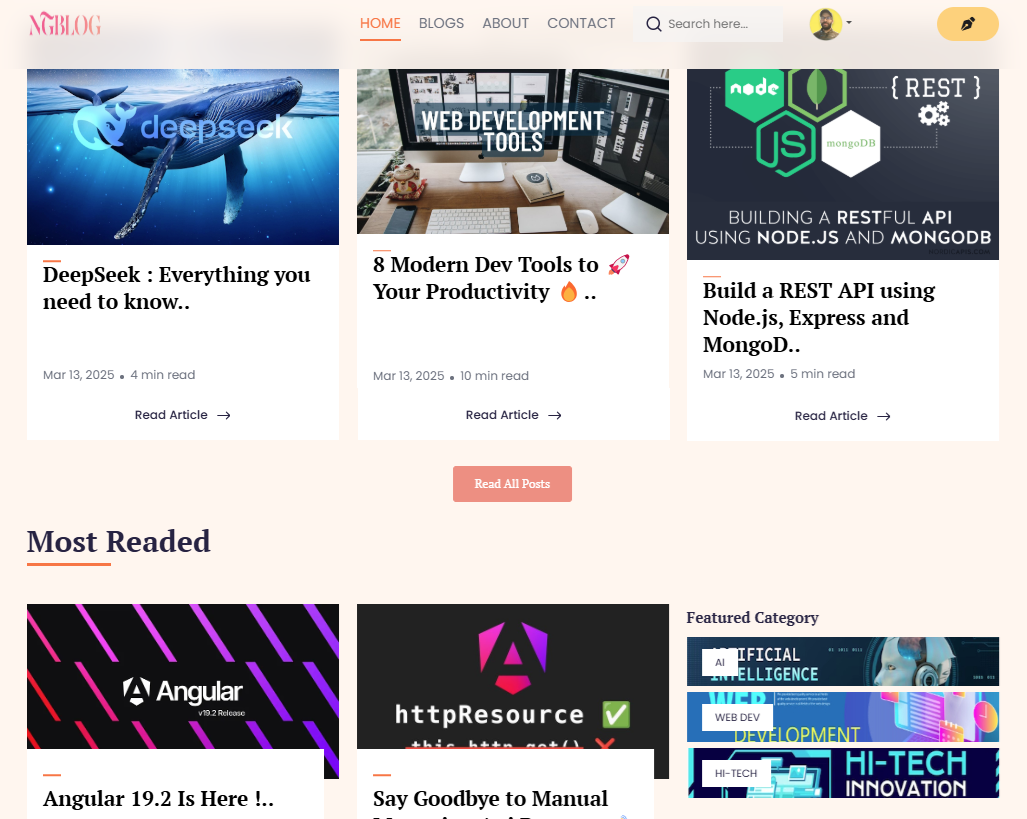 NGBLOG
HOME BLOGS ABOUT CONTACT Search here...
deepseek
WEB DEVELOPMENT
TOOLS
node
JS
mongoDB
{ REST }
BUILDING A RESTFUL API
USING NODE.JS AND MONGODB
DeepSeek : Everything you
need to know..
Mar 13, 2025 • 4 min read
Read Article →
8 Modern Dev Tools to 🚀
Your Productivity 🔥 ..
Mar 13, 2025 • 10 min read
Read Article →
Build a REST API using
Node.js, Express and
MongoD..
Mar 13, 2025 • 5 min read
Read Article →
Read All Posts
Most Readed
Angular
v19.2 Release
Angular 19.2 Is Here !..
httpResource ✅
this.http.get() ❌
Say Goodbye to Manual
Featured Category
AI
ARTIFICIAL
INTELLIGENCE
WEB
WEB DEV
DEVELOPMENT
HI-TECH
HI-TECH
INNOVATION